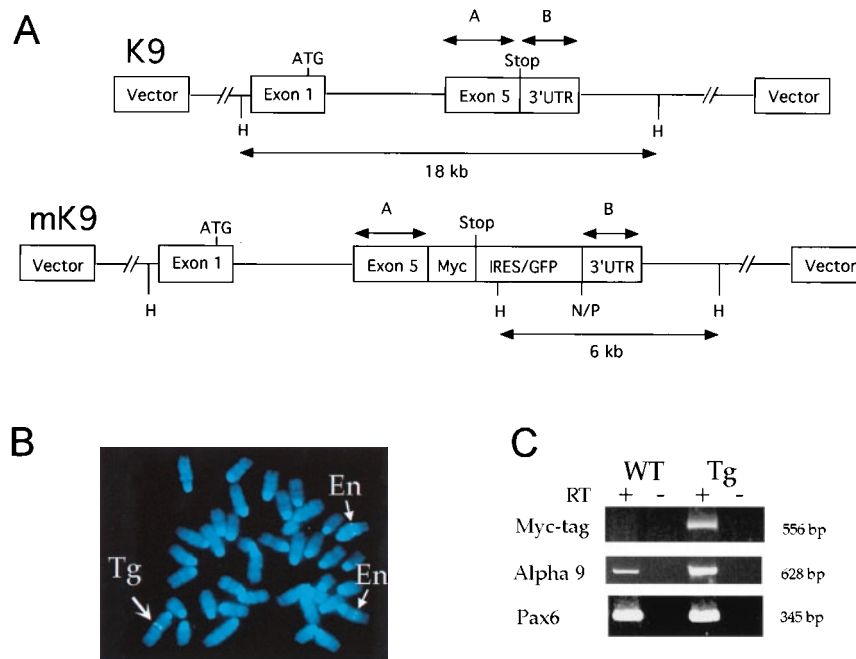 A
K9
A B
ATG Stop
Vector Exon 1 Exon 5 3'UTR Vector
H H
18 kb
mK9
ATG A Stop B
Vector Exon 1 Exon 5 Myc IRES/GFP 3'UTR Vector
H H N/P H
6 kb
B
En
Tg
En
C
WT Tg
RT + - + -
Myc-tag 556 bp
Alpha 9 628 bp
Pax6 345 bp